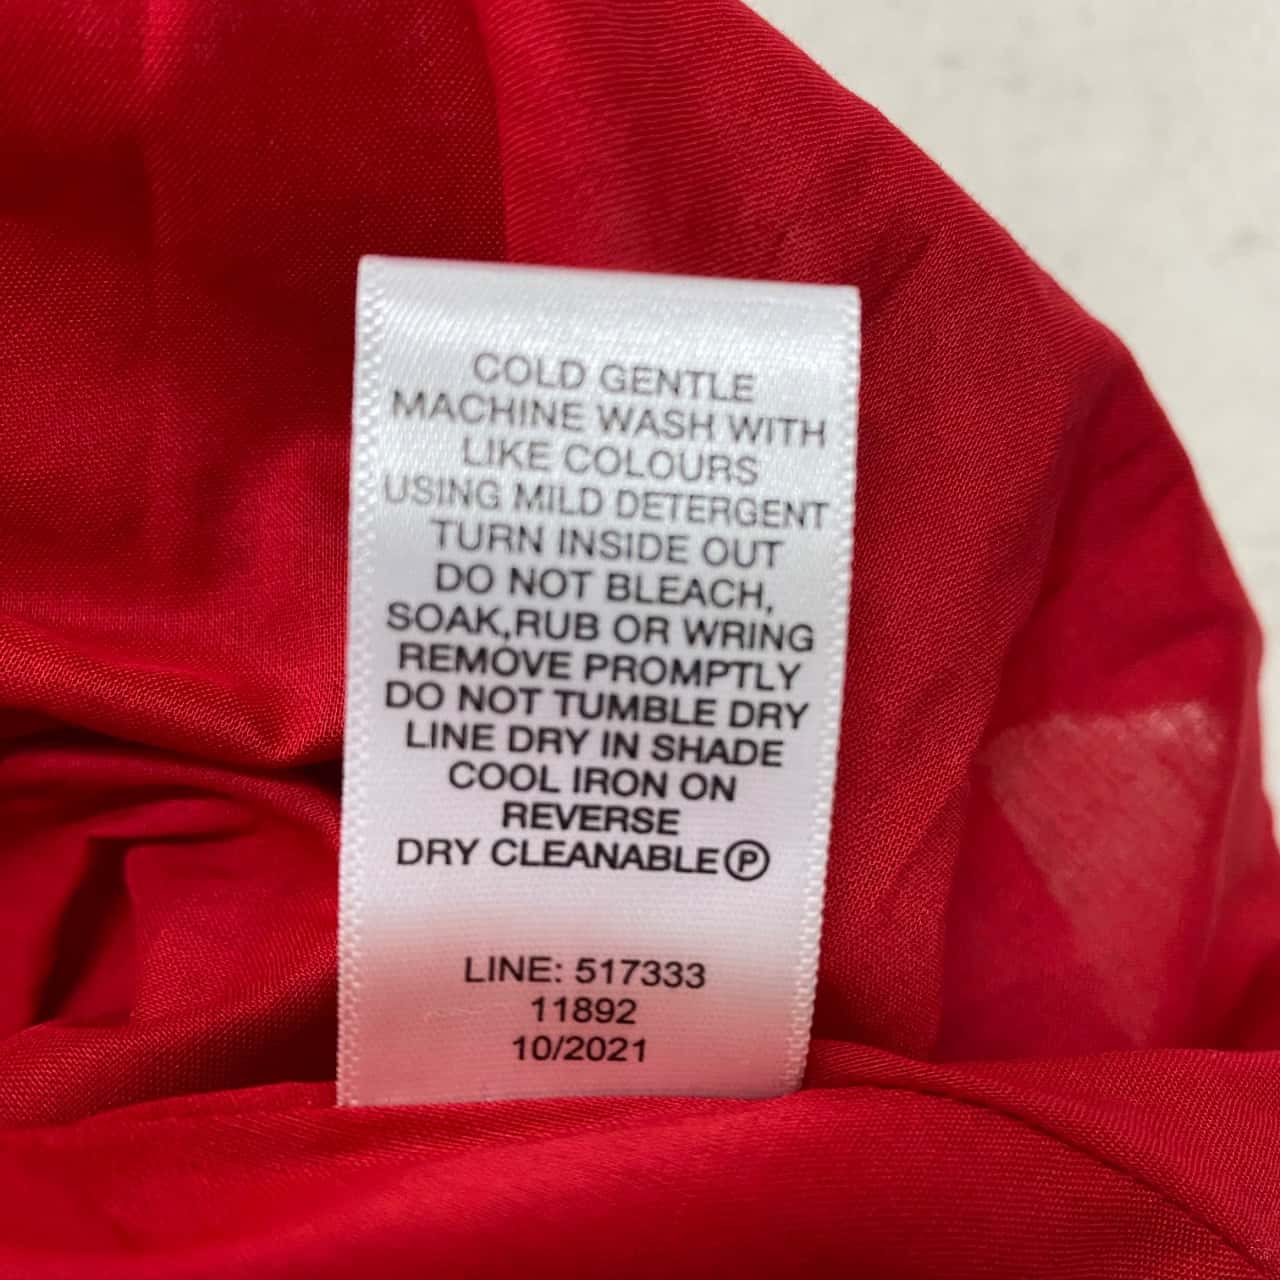 COLD GENTLE
MACHINE WASH WITH
LIKE COLOURS
USING MILD DETERGENT
TURN INSIDE OUT
DO NOT BLEACH,
SOAK,RUB OR WRING
REMOVE PROMPTLY
DO NOT TUMBLE DRY
LINE DRY IN SHADE
COOL IRON ON
REVERSE
DRY CLEANABLE Ⓟ
LINE: 517333
11892
10/2021